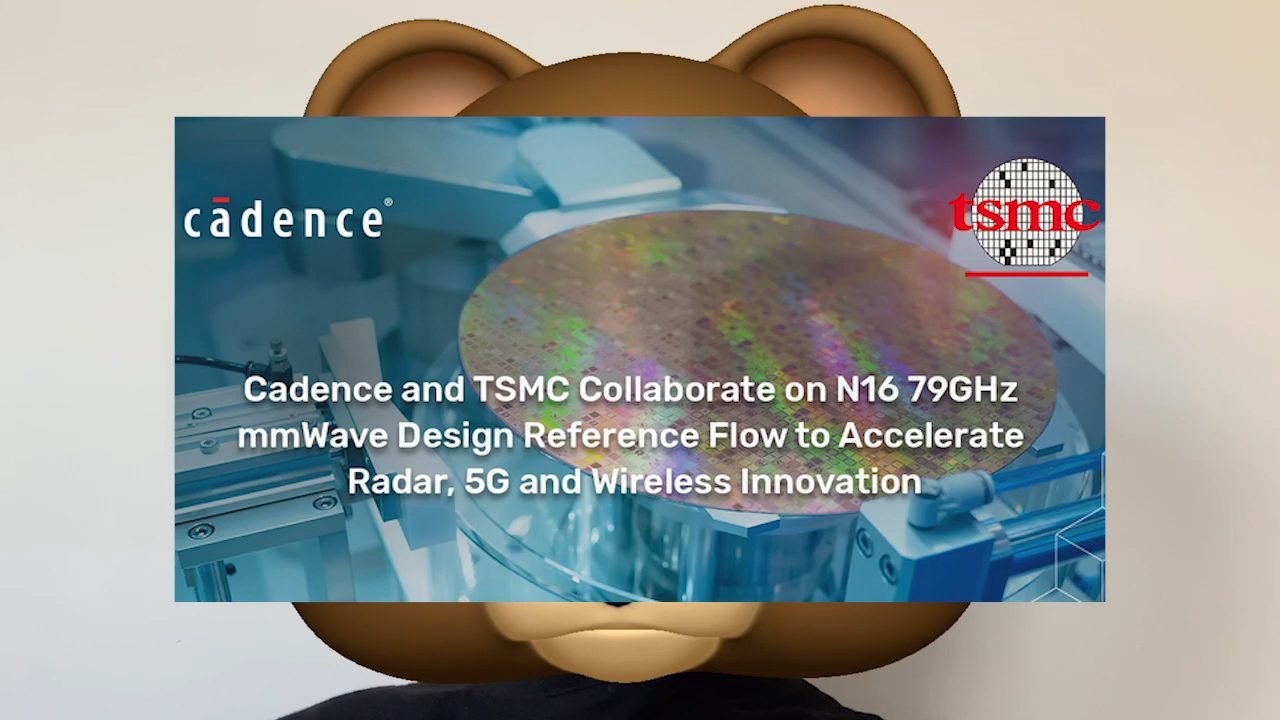 cādence®
tsmc
Cadence and TSMC Collaborate on N16 79GHz
mmWave Design Reference Flow to Accelerate
Radar, 5G and Wireless Innovation